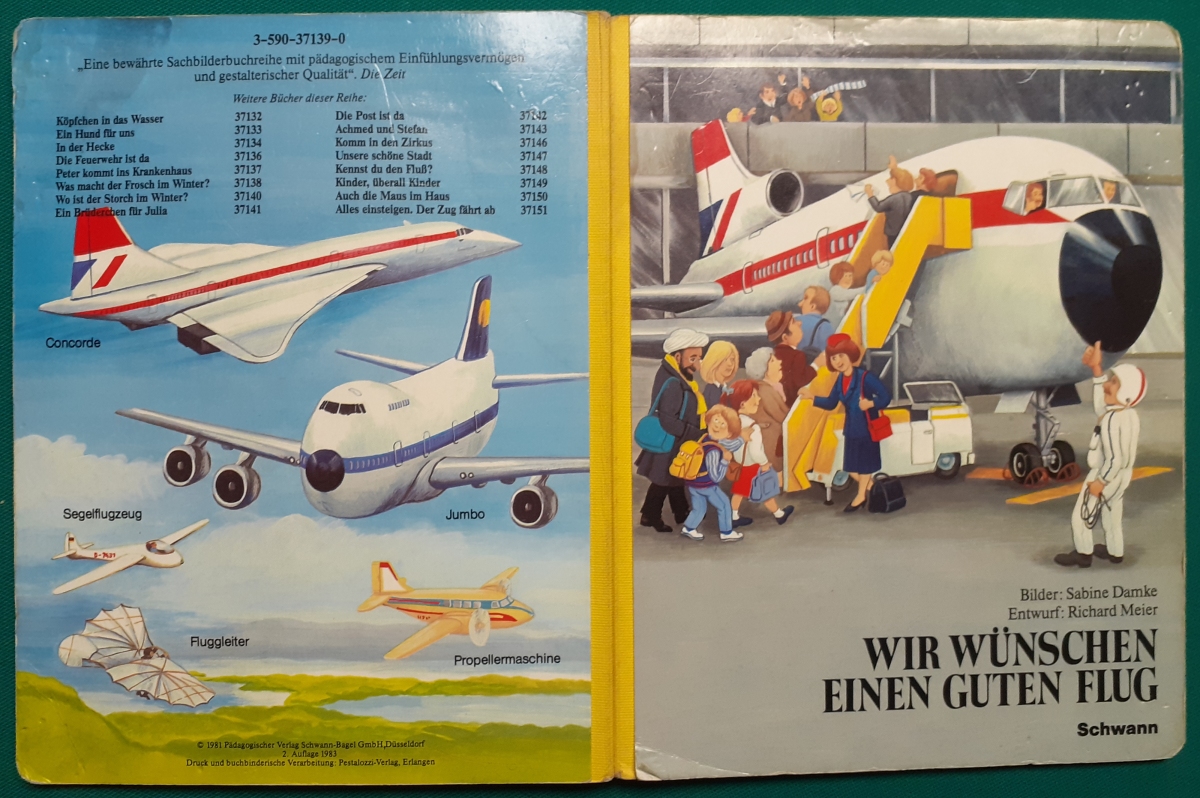 3-590-37139-0
„Eine bewährte Sachbilderbuchreihe mit pädagogischem Einfühlungsvermögen
und gestalterischer Qualität“. Die Zeit
Weitere Bücher dieser Reihe:
Köpfchen in das Wasser 37132
Ein Hund für uns 37133
In der Hecke 37134
Die Feuerwehr ist da 37136
Peter kommt ins Krankenhaus 37137
Was macht der Frosch im Winter? 37138
Wo ist der Storch im Winter? 37140
Ein Brüderchen für Julia 37141
Die Post ist da 37142
Achmed und Stefan 37143
Komm in den Zirkus 37146
Unsere schöne Stadt 37147
Kennst du den Fluß? 37148
Kinder, überall Kinder 37149
Auch die Maus im Haus 37150
Alles einsteigen. Der Zug fährt ab 37151
Concorde
Jumbo
Segelflugzeug
Fluggleiter
Propellermaschine
© 1981 Pädagogischer Verlag Schwann-Bagel GmbH, Düsseldorf
2. Auflage 1983
Druck und buchbinderische Verarbeitung: Pestalozzi-Verlag, Erlangen
Bilder: Sabine Damke
Entwurf: Richard Meier
WIR WÜNSCHEN
EINEN GUTEN FLUG
Schwann